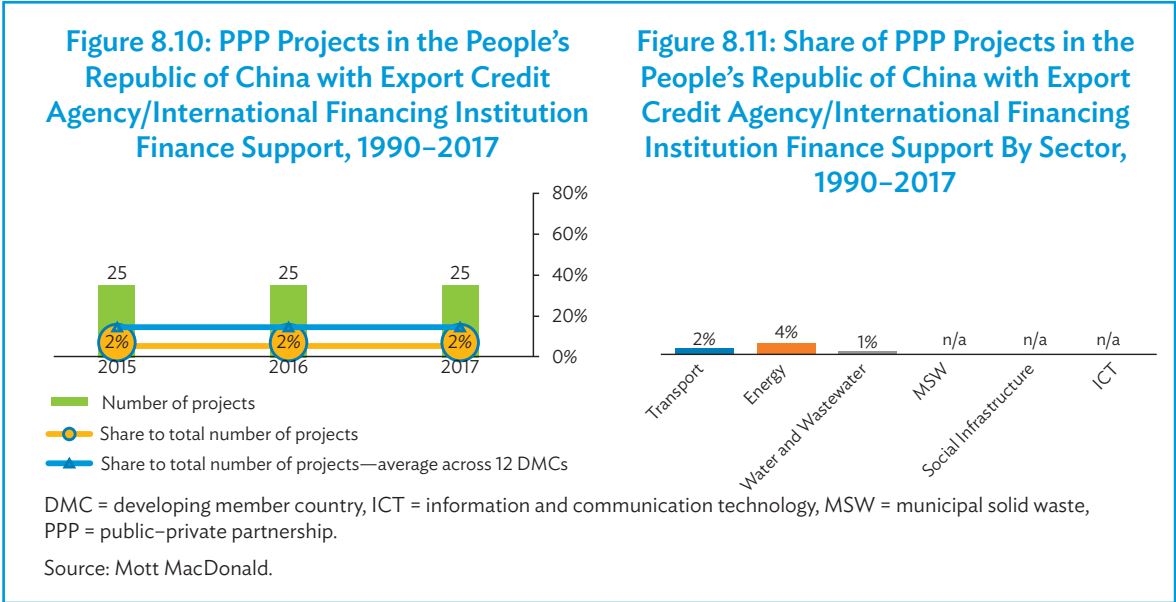 Figure 8.10: PPP Projects in the People's
Republic of China with Export Credit
Agency/International Financing Institution
Finance Support, 1990–2017
80%
60%
40%
20%
0%
25
25
25
2%
2%
2%
2015
2016
2017
Number of projects
Share to total number of projects
Share to total number of projects—average across 12 DMCs
Figure 8.11: Share of PPP Projects in the
People's Republic of China with Export
Credit Agency/International Financing
Institution Finance Support By Sector,
1990–2017
2%
4%
1%
n/a
n/a
n/a
Transport
Energy
Water and Wastewater
MSW
Social Infrastructure
ICT
DMC = developing member country, ICT = information and communication technology, MSW = municipal solid waste,
PPP = public–private partnership.
Source: Mott MacDonald.